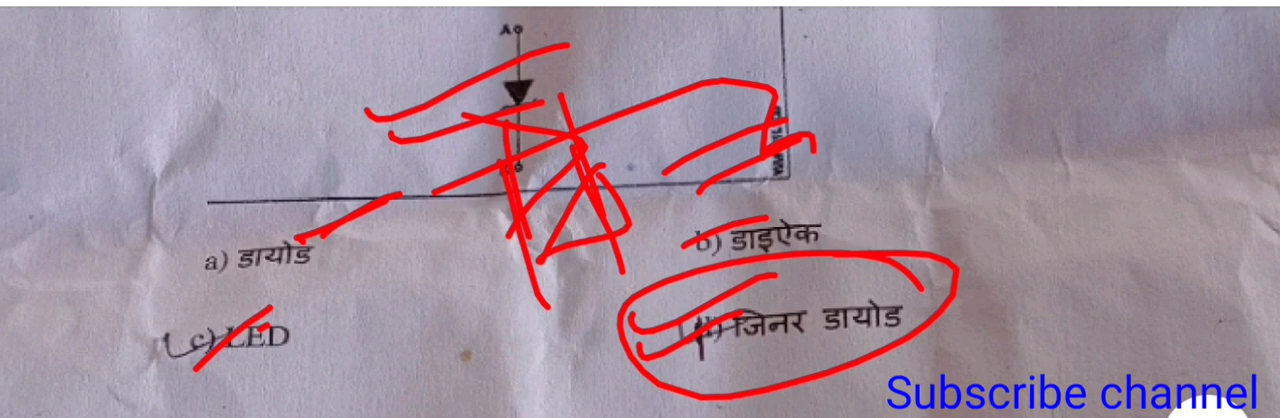 A
a) डायोड
b) डाइऐक
c) LED
d) जिनर डायोड
Subscribe channel